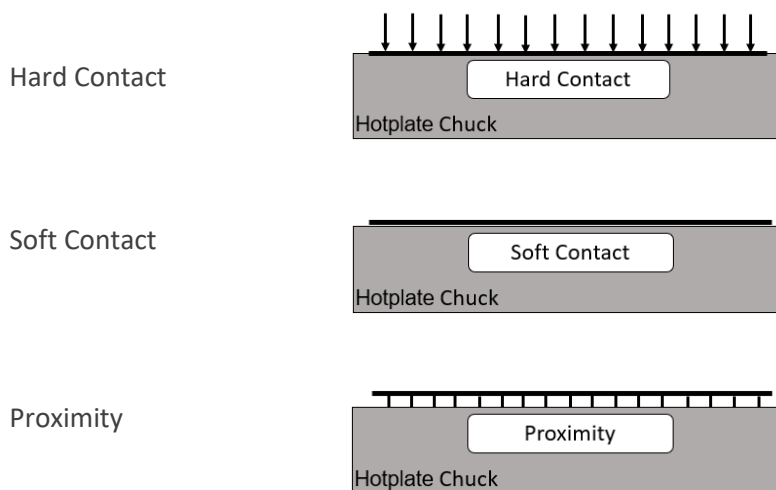 Hard Contact
Hard Contact
Hotplate Chuck
Soft Contact
Soft Contact
Hotplate Chuck
Proximity
Proximity
Hotplate Chuck